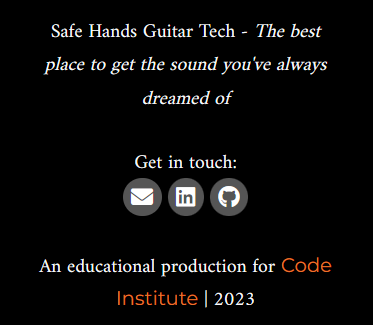 Safe Hands Guitar Tech - The best
place to get the sound you've always
dreamed of
Get in touch:
in
An educational production for Code
Institute | 2023